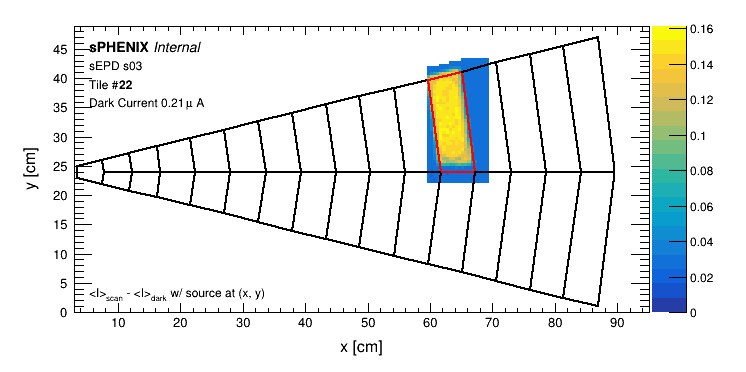 sPHENIX Internal
sEPD s03
Tile #22
Dark Current 0.21 μ A
<I>scan - <I>dark w/ source at (x, y)
y [cm]
45
40
35
30
25
20
15
10
5
0
10 20 30 40 50 60 70 80 90
x [cm]
0.16
0.14
0.12
0.1
0.08
0.06
0.04
0.02
0